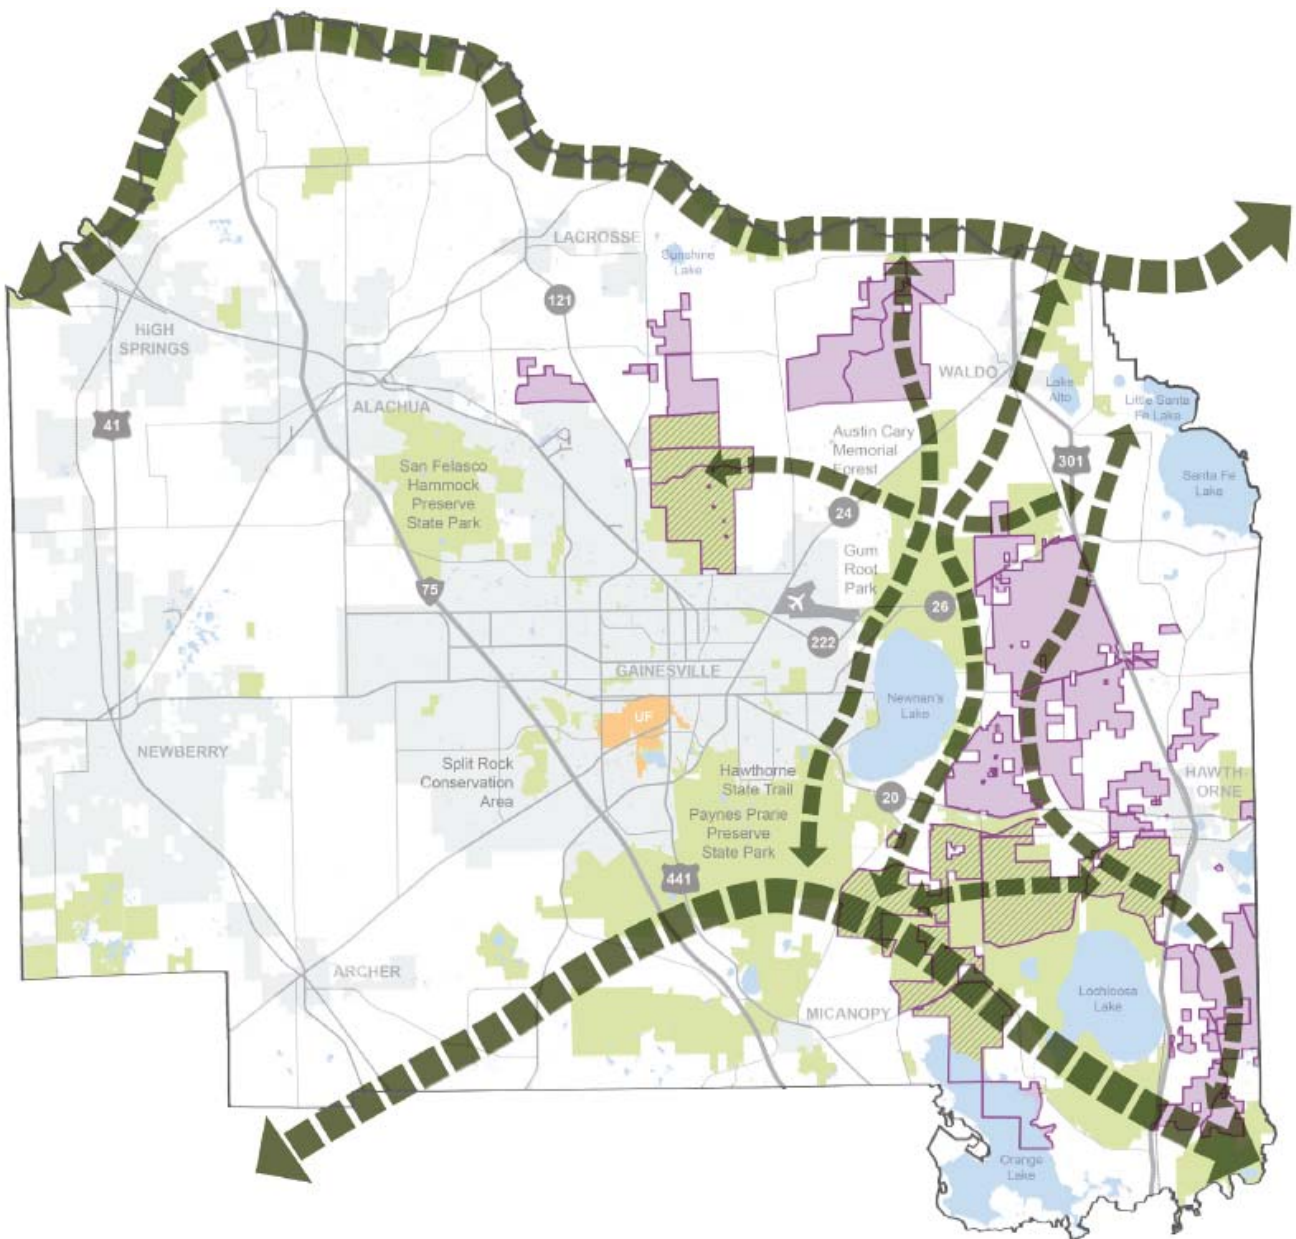 LACROSSE
Sunshine
Lake
121
HIGH
SPRINGS
WALDO
Lake
Alto
Little Santa
Fe Lake
ALACHUA
41
Austin Cary
Memorial
Forest
301
San Felasco
Hammock
Preserve
State Park
Santa Fe
Lake
24
Gum
Root
Park
75
26
222
GAINESVILLE
Newnan's
Lake
UF
NEWBERRY
Split Rock
Conservation
Area
Hawthorne
State Trail
HAWTH
ORNE
20
Paynes Prarie
Preserve
State Park
441
ARCHER
Lochloosa
Lake
MICANOPY
Orange
Lake